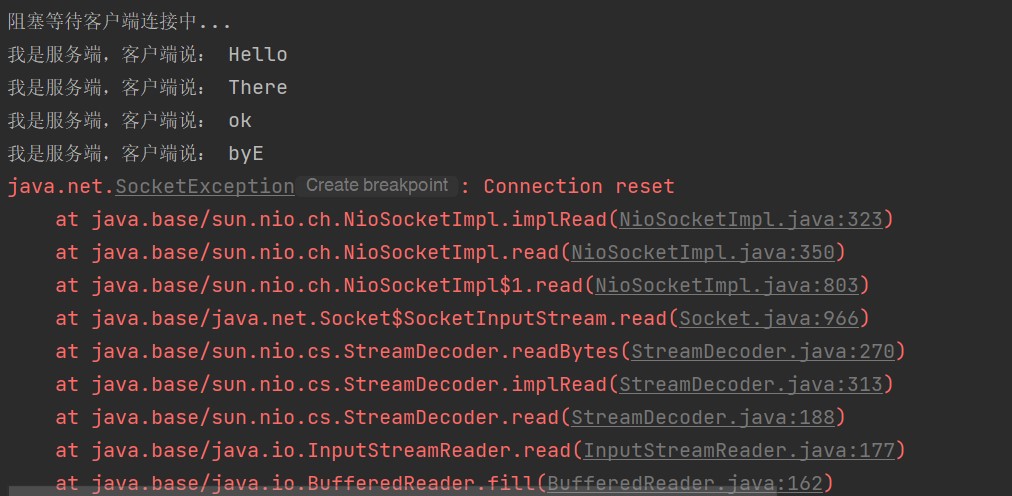 阻塞等待客户端连接中...
我是服务端，客户端说： Hello
我是服务端，客户端说： There
我是服务端，客户端说： ok
我是服务端，客户端说： byE
java.net.SocketException Create breakpoint : Connection reset
at java.base/sun.nio.ch.NioSocketImpl.implRead(NioSocketImpl.java:323)
at java.base/sun.nio.ch.NioSocketImpl.read(NioSocketImpl.java:350)
at java.base/sun.nio.ch.NioSocketImpl$1.read(NioSocketImpl.java:803)
at java.base/java.net.Socket$SocketInputStream.read(Socket.java:966)
at java.base/sun.nio.cs.StreamDecoder.readBytes(StreamDecoder.java:270)
at java.base/sun.nio.cs.StreamDecoder.implRead(StreamDecoder.java:313)
at java.base/sun.nio.cs.StreamDecoder.read(StreamDecoder.java:188)
at java.base/java.io.InputStreamReader.read(InputStreamReader.java:177)
at java.base/java.io.BufferedReader.fill(BufferedReader.java:162)